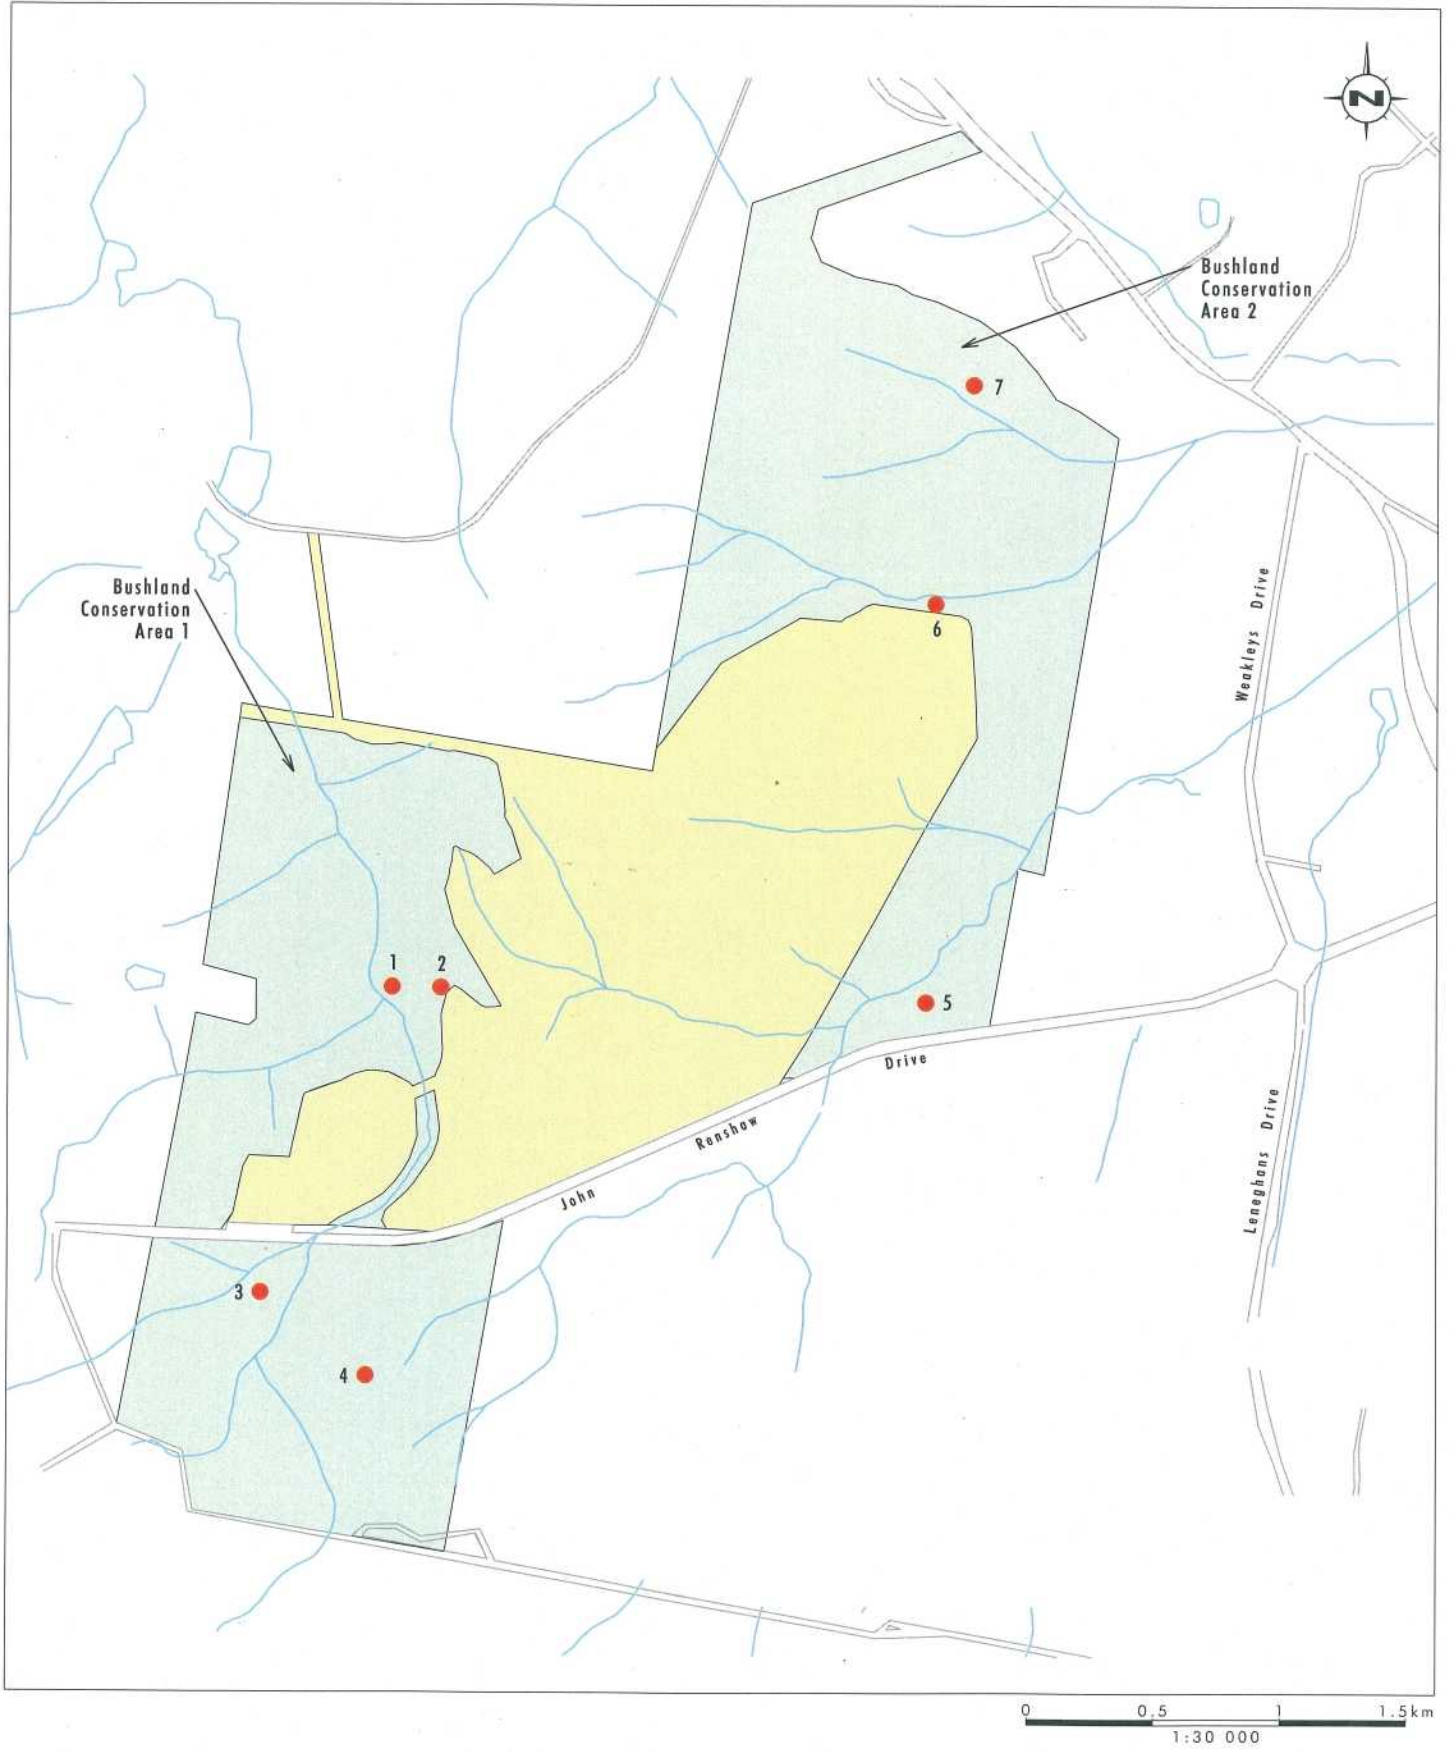 N
Bushland
Conservation
Area 2
7
Bushland
Conservation
Area 1
6
Weakleys Drive
1
2
5
Drive
Renshaw
John
Leneghans Drive
3
4
0 0.5 1 1.5km
1:30 000